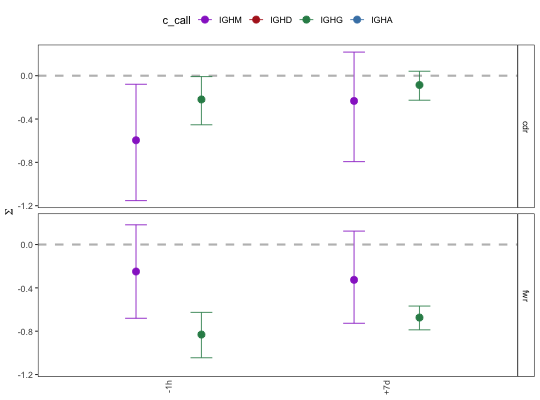 c_call IGHM IGHD IGHG IGHA
0.0
-0.4
-0.8
-1.2
cdr
Σ
0.0
-0.4
-0.8
-1.2
fwr
-1h
+7d